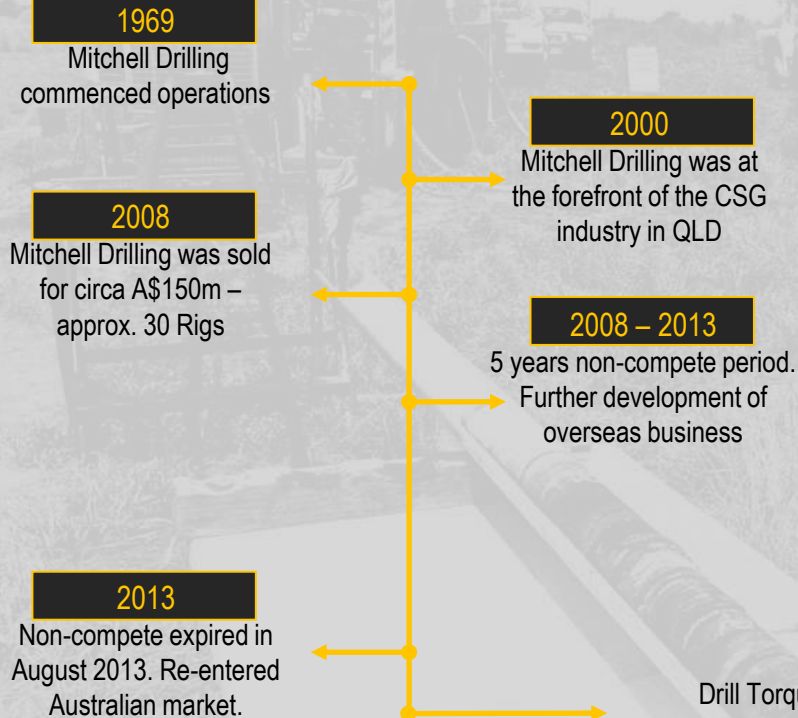 1969
Mitchell Drilling
commenced operations
2000
Mitchell Drilling was at
the forefront of the CSG
industry in QLD
2008
Mitchell Drilling was sold
for circa A$150m –
approx. 30 Rigs
2008 – 2013
5 years non-compete period.
Further development of
overseas business
2013
Non-compete expired in
August 2013. Re-entered
Australian market.
Drill